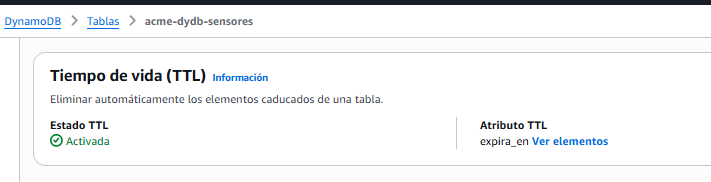 DynamoDB > Tablas > acme-dydb-sensores
Tiempo de vida (TTL) Información
Eliminar automáticamente los elementos caducados de una tabla.
Estado TTL
Activada
Atributo TTL
expira_en Ver elementos